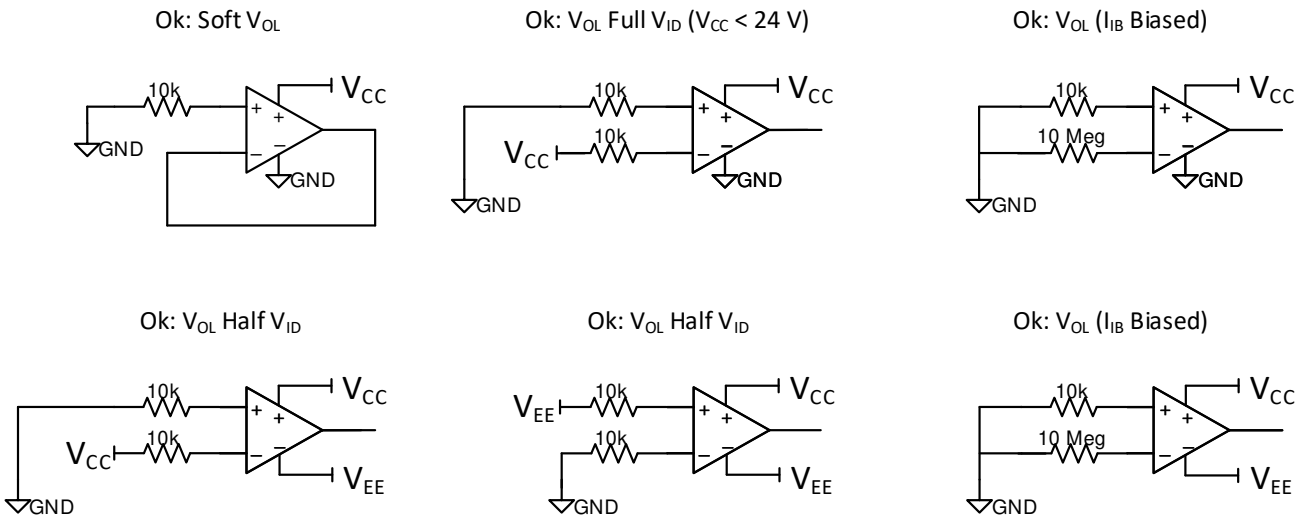 Ok: Soft V_OL
Ok: V_OL Full V_ID (V_CC < 24 V)
Ok: V_OL (I_IB Biased)
10k
+
+
−
−
V_CC
GND
GND
10k
10k
+
+
−
−
V_CC
V_CC
GND
GND
10k
10 Meg
+
+
−
−
V_CC
GND
GND
Ok: V_OL Half V_ID
Ok: V_OL Half V_ID
Ok: V_OL (I_IB Biased)
10k
10k
+
+
−
−
V_CC
V_CC
V_EE
GND
10k
10k
+
+
−
−
V_EE
V_CC
V_EE
GND
10k
10 Meg
+
+
−
−
V_CC
V_EE
GND